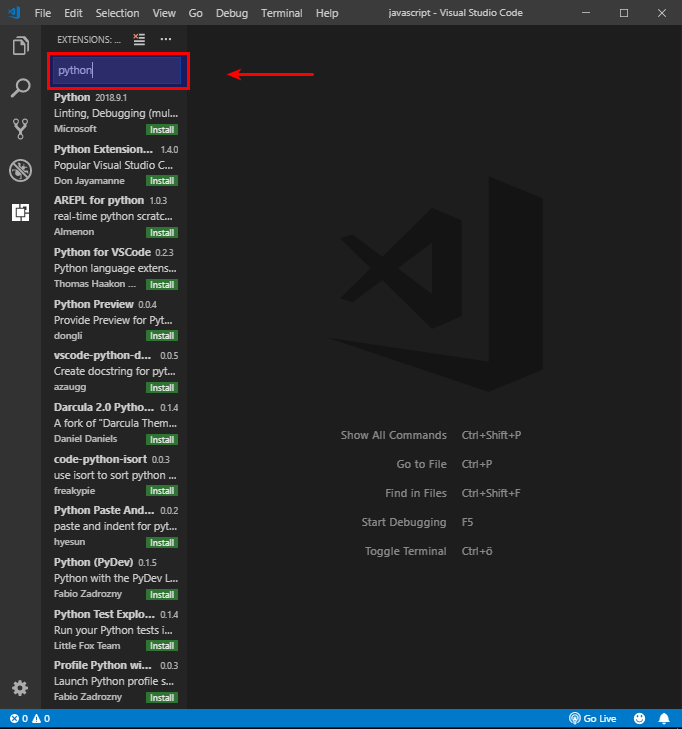 File Edit Selection View Go Debug Terminal Help javascript - Visual Studio Code
EXTENSIONS: ...
python
Python 2018.9.1
Linting, Debugging (mul...
Microsoft Install
Python Extension... 1.4.0
Popular Visual Studio C...
Don Jayamanne Install
AREPL for python 1.0.3
real-time python scratc...
Almenon Install
Python for VSCode 0.2.3
Python language extens...
Thomas Haakon ... Install
Python Preview 0.0.4
Provide Preview for Pyt...
dongli Install
vscode-python-d... 0.0.5
Create docstring for pyt...
azaugg Install
Darcula 2.0 Pytho... 0.1.4
A fork of "Darcula Them...
Daniel Daniels Install
code-python-isort 0.0.3
use isort to sort python ...
freakypie Install
Python Paste And... 0.0.2
paste and indent for pyt...
hyesun Install
Python (PyDev) 0.1.5
Python with the PyDev L...
Fabio Zadrozny Install
Python Test Explo... 0.1.4
Run your Python tests i...
Little Fox Team Install
Profile Python wi... 0.0.3
Launch Python profile s...
Fabio Zadrozny Install
Show All Commands Ctrl+Shift+P
Go to File Ctrl+P
Find in Files Ctrl+Shift+F
Start Debugging F5
Toggle Terminal Ctrl+ö
0 0 Go Live